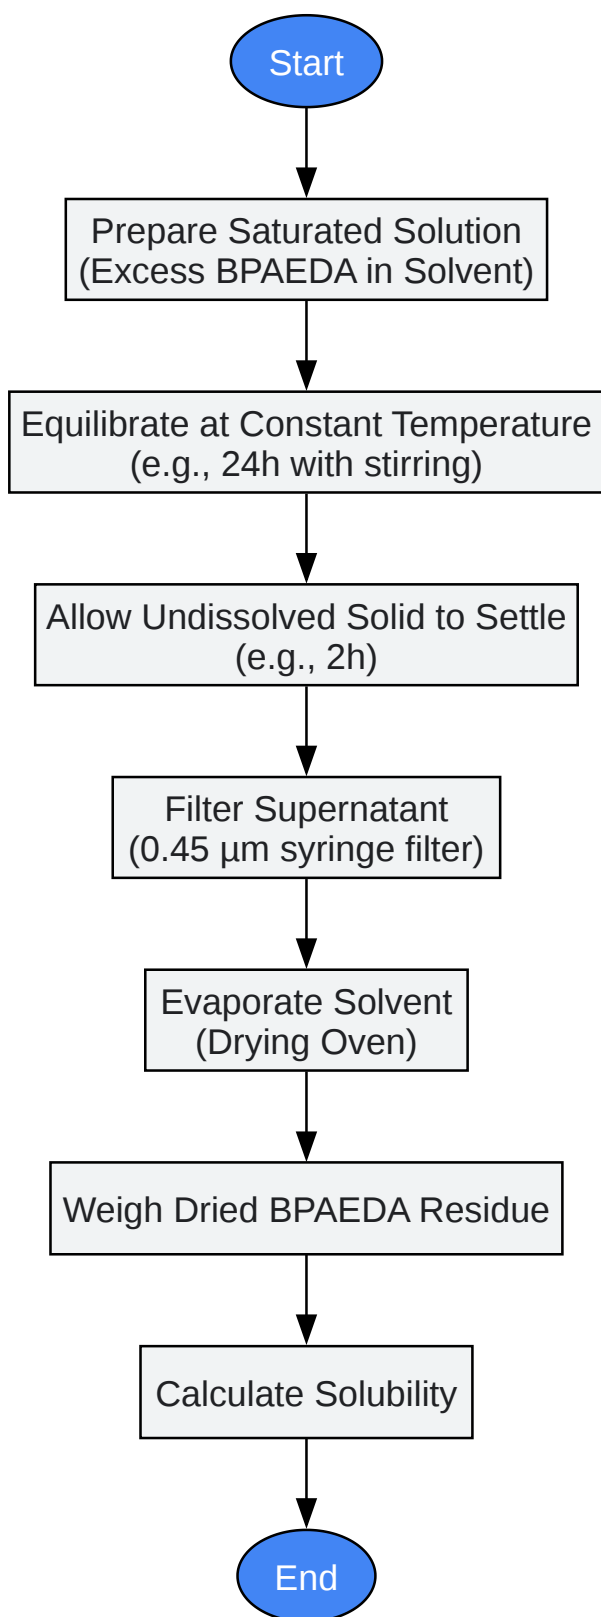 Start
Prepare Saturated Solution
(Excess BPAEDA in Solvent)
Equilibrate at Constant Temperature
(e.g., 24h with stirring)
Allow Undissolved Solid to Settle
(e.g., 2h)
Filter Supernatant
(0.45 µm syringe filter)
Evaporate Solvent
(Drying Oven)
Weigh Dried BPAEDA Residue
Calculate Solubility
End